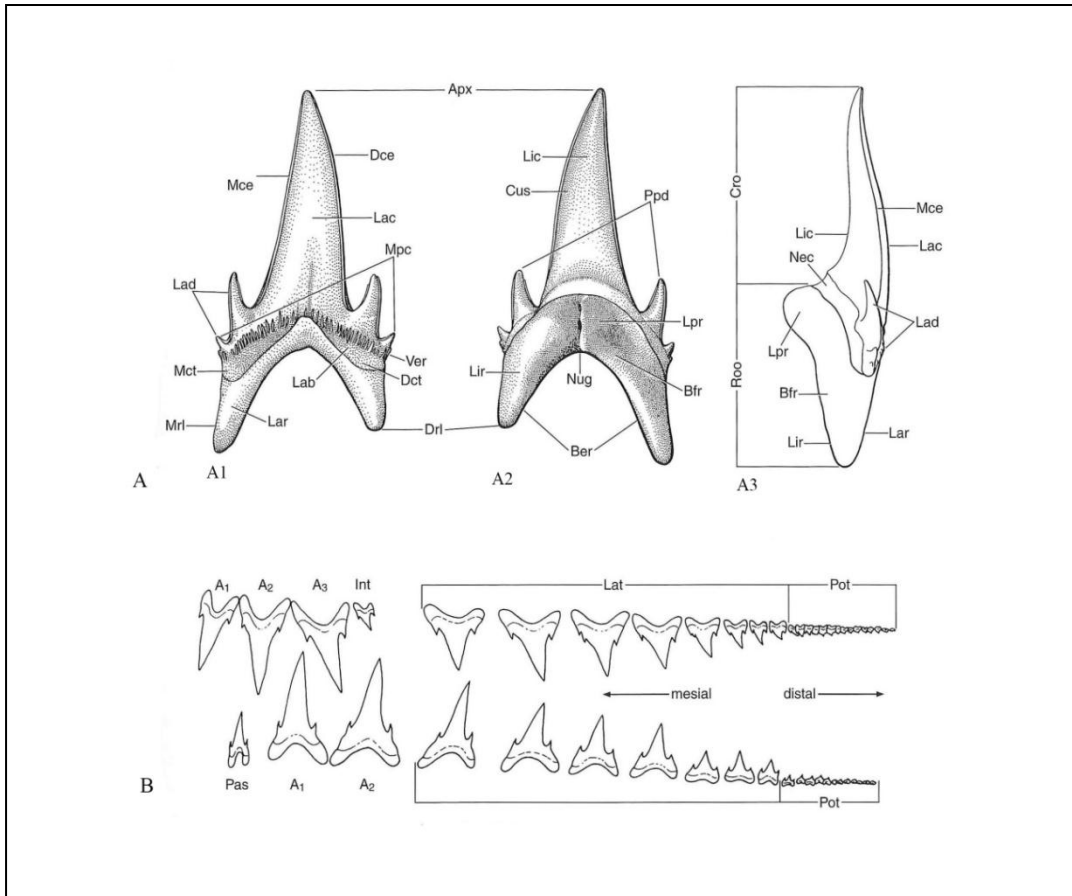 Apx
Dce
Mce
Lac
Mpc
Lad
Mct
Lab
Ver
Dct
Lar
Mrl
Drl
A
A1
Lic
Cus
Ppd
Lpr
Lir
Nug
Bfr
Ber
A2
Cro
Mce
Lic
Lac
Nec
Lad
Lpr
Roo
Bfr
Lir
Lar
A3
A1 A2 A3 Int
Lat Pot
mesial distal
B
Pas A1 A2
Pot